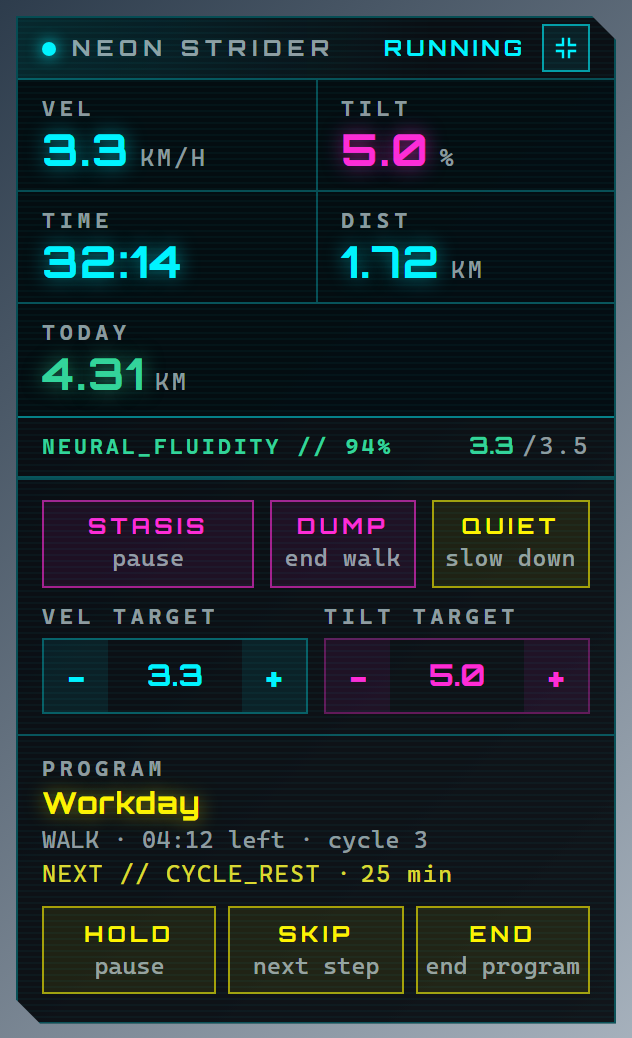 NEON STRIDER RUNNING
VEL
3.3 KM/H
TILT
5.0 %
TIME
32:14
DIST
1.72 KM
TODAY
4.31 KM
NEURAL_FLUIDITY // 94% 3.3 /3.5
STASIS
pause
DUMP
end walk
QUIET
slow down
VEL TARGET
- 3.3 +
TILT TARGET
- 5.0 +
PROGRAM
Workday
WALK · 04:12 left · cycle 3
NEXT // CYCLE_REST · 25 min
HOLD
pause
SKIP
next step
END
end program